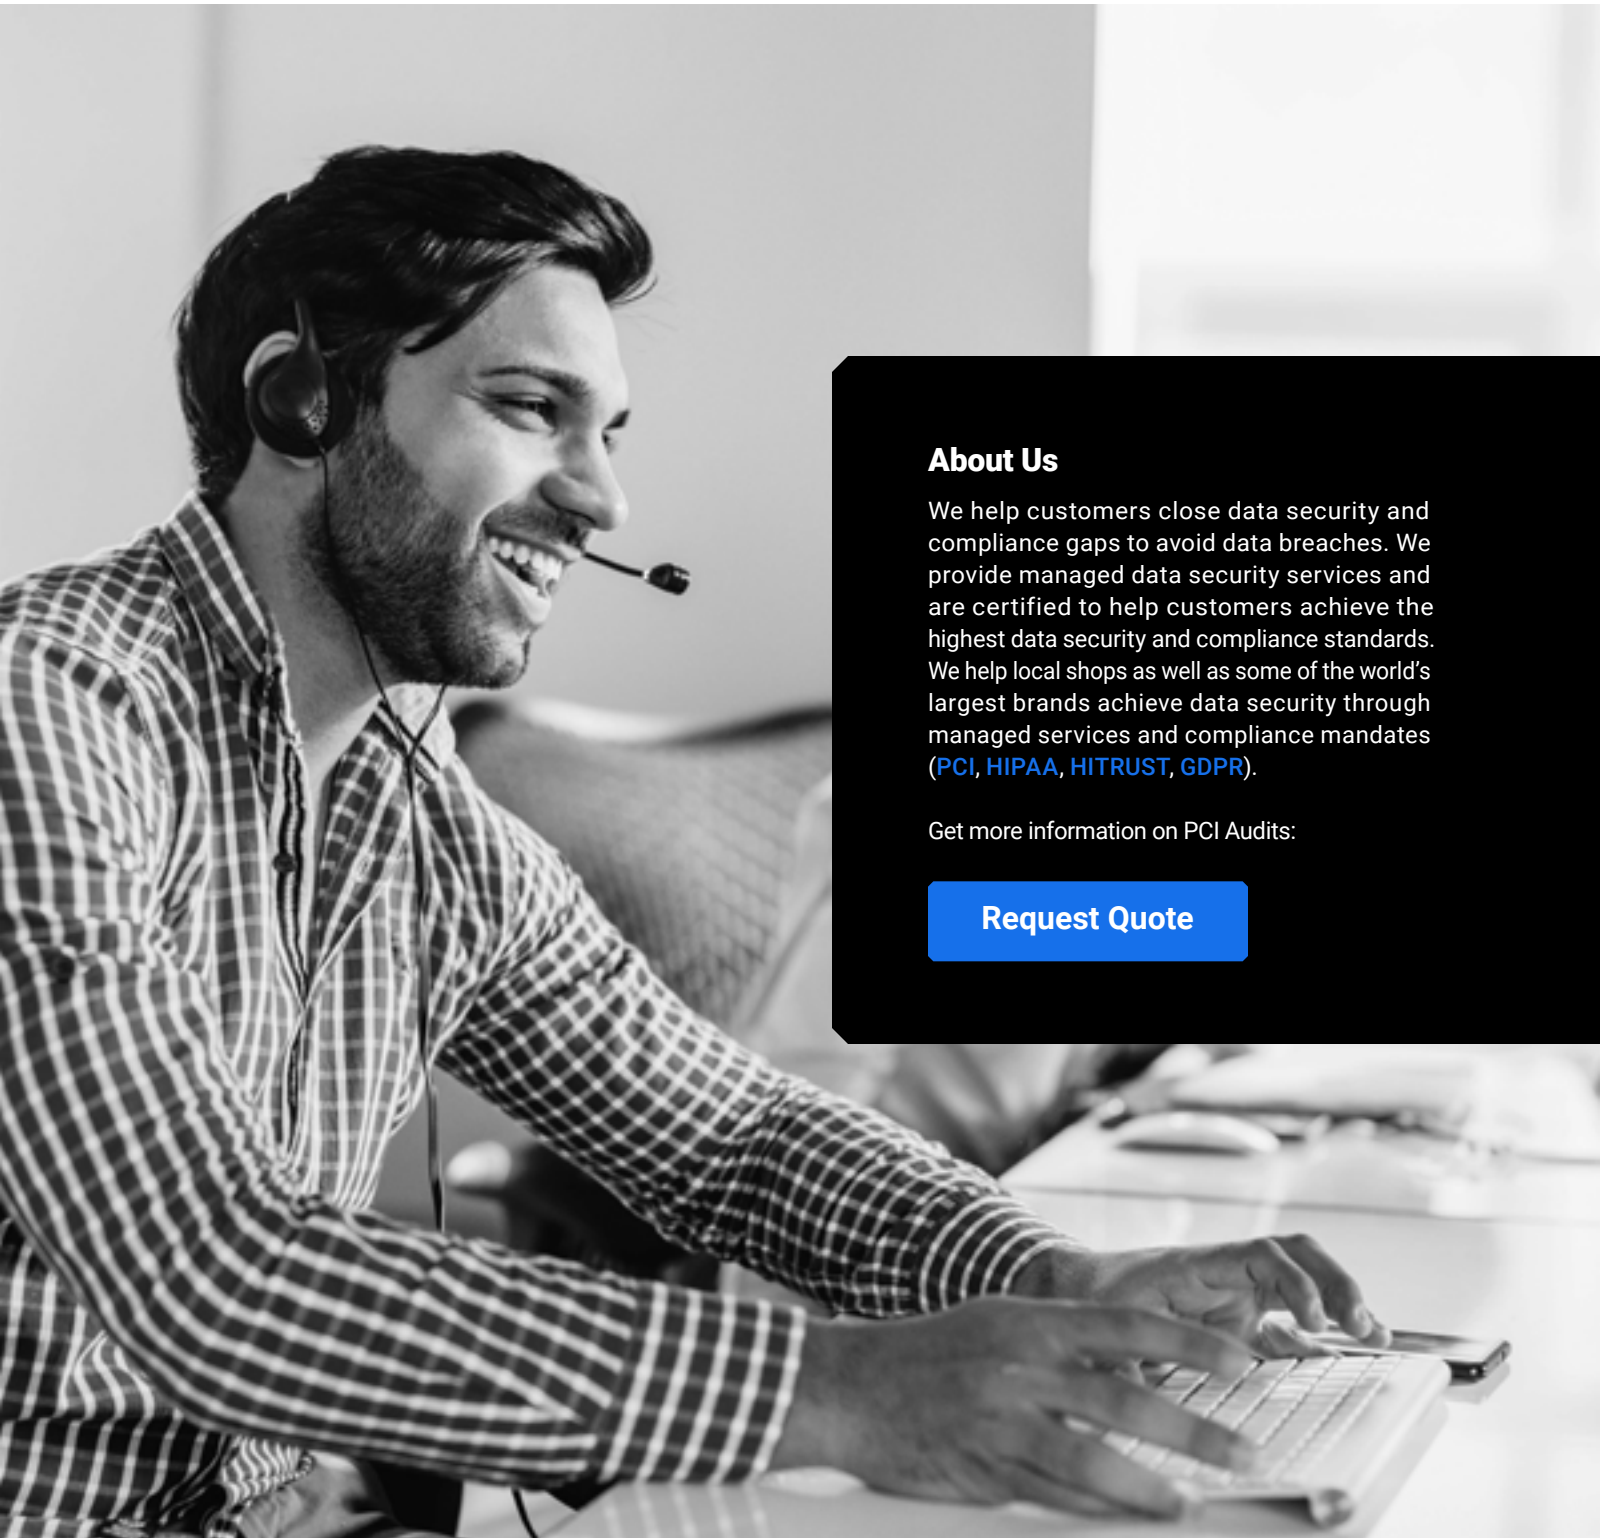 About Us
We help customers close data security and
compliance gaps to avoid data breaches. We
provide managed data security services and
are certified to help customers achieve the
highest data security and compliance standards.
We help local shops as well as some of the world’s
largest brands achieve data security through
managed services and compliance mandates
(PCI, HIPAA, HITRUST, GDPR).
Get more information on PCI Audits:
Request Quote